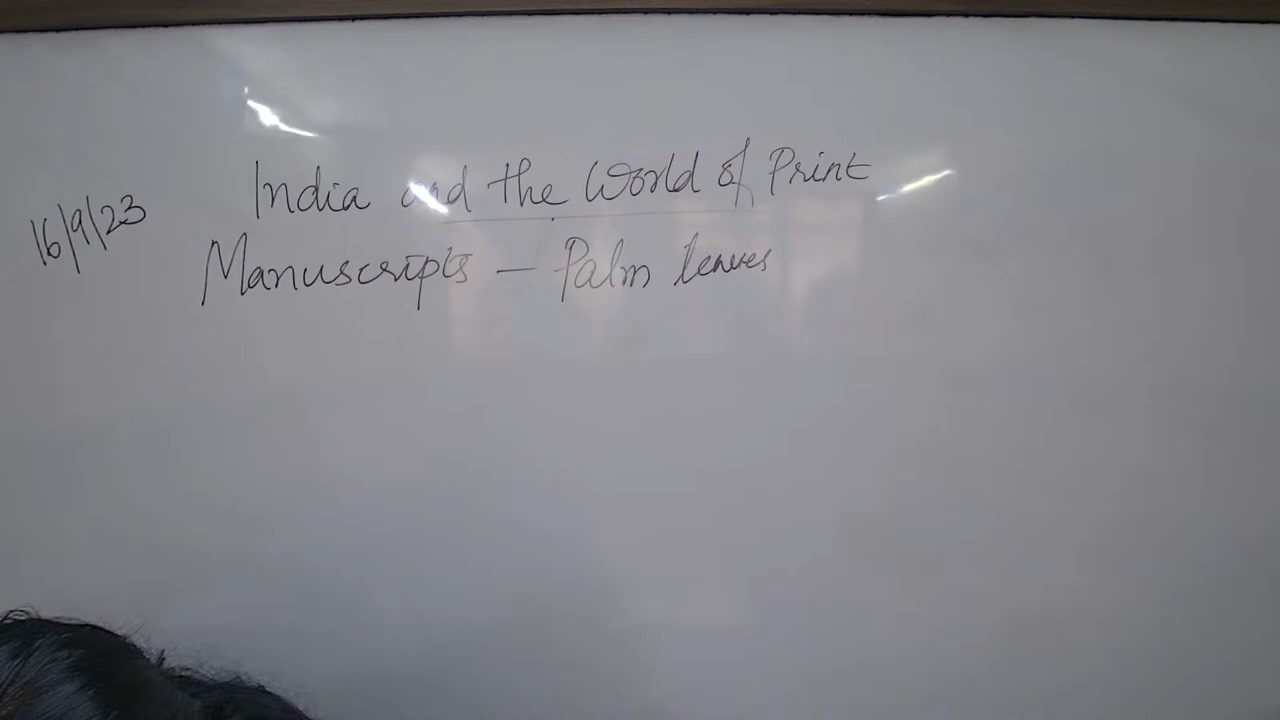 India and the World of Print
16/9/23
Manuscripts – Palm leaves